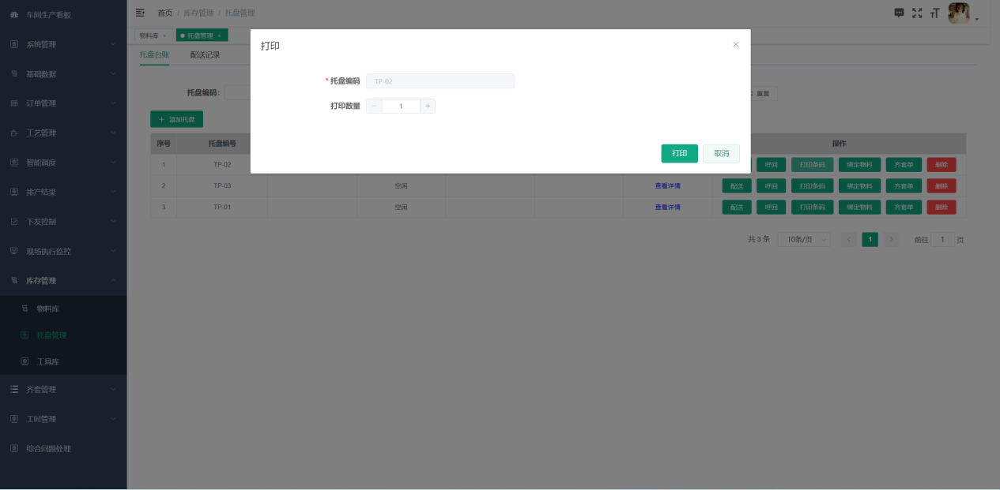 车间生产看板
系统管理
基础数据
订单管理
工艺管理
智能调度
排产结果
下发控制
现场执行监控
库存管理
物料库
托盘管理
工具库
齐套管理
工时管理
综合问题处理
首页 / 库存管理 / 托盘管理
物料库 × 托盘管理 ×
托盘台账 配送记录
托盘编码:
重置
+ 添加托盘
打印 ×
* 托盘编码 TP-02
打印数量 − 1 +
打印 取消
序号 托盘编号 操作
1 TP-02 呼回 打印条码 绑定物料 齐套单 删除
2 TP-03 空闲 查看详情 配送 呼回 打印条码 绑定物料 齐套单 删除
3 TP-01 空闲 查看详情 配送 呼回 打印条码 绑定物料 齐套单 删除
共 3 条 10条/页 < 1 > 前往 1 页